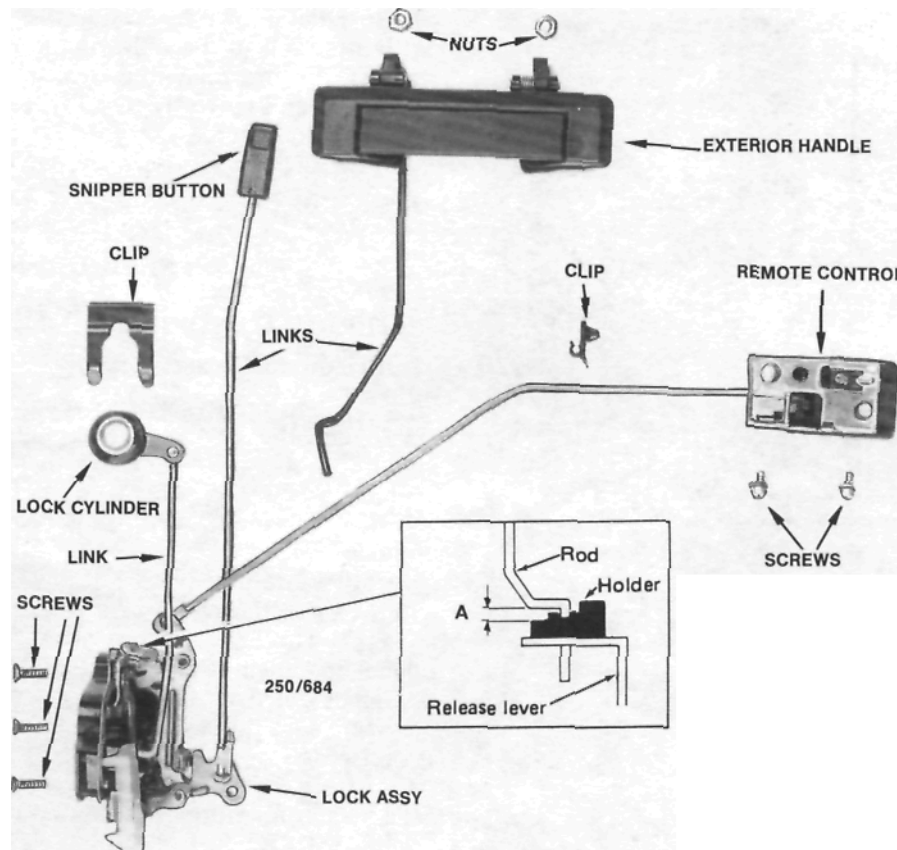 NUTS
EXTERIOR HANDLE
SNIPPER BUTTON
CLIP
CLIP
REMOTE CONTROL
LINKS
LOCK CYLINDER
LINK
SCREWS
Rod
Holder
A
SCREWS
250/684
Release lever
LOCK ASSY